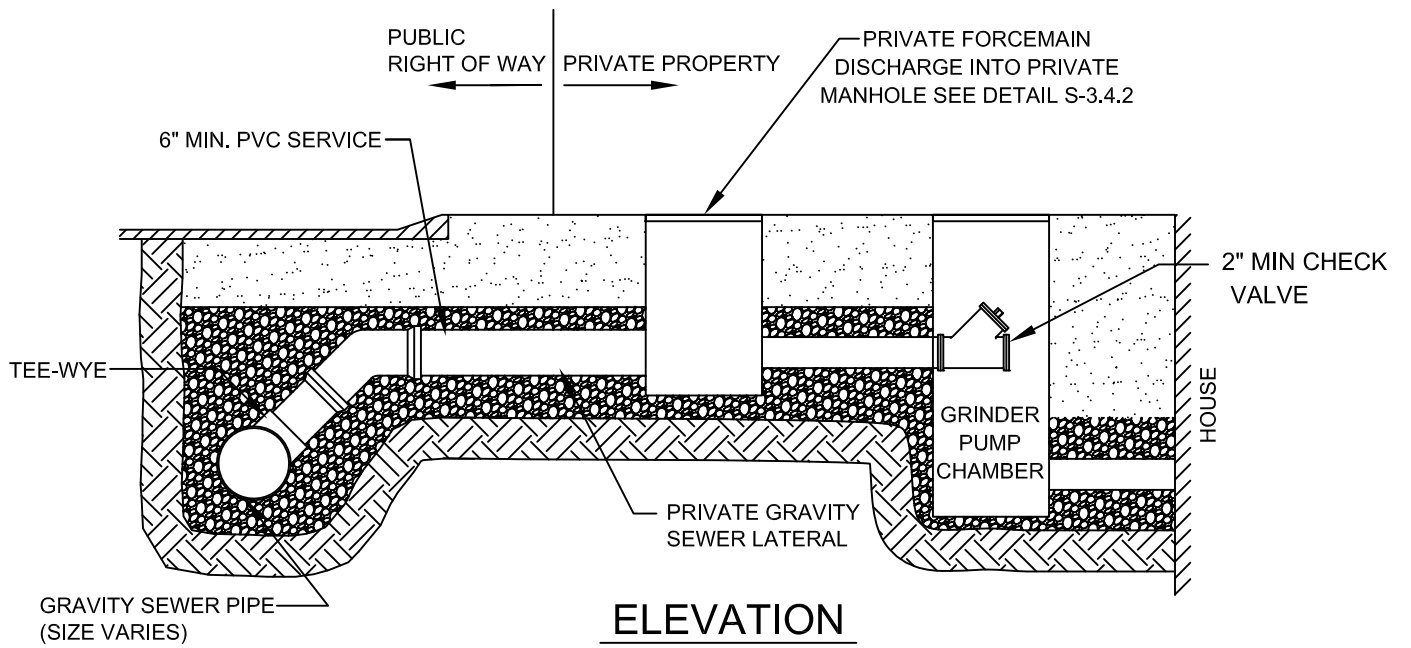 PUBLIC
RIGHT OF WAY
PRIVATE PROPERTY
PRIVATE FORCEMAIN
DISCHARGE INTO PRIVATE
MANHOLE SEE DETAIL S-3.4.2
6" MIN. PVC SERVICE
2" MIN CHECK
VALVE
TEE-WYE
HOUSE
GRINDER
PUMP
CHAMBER
PRIVATE GRAVITY
SEWER LATERAL
GRAVITY SEWER PIPE
(SIZE VARIES)
ELEVATION